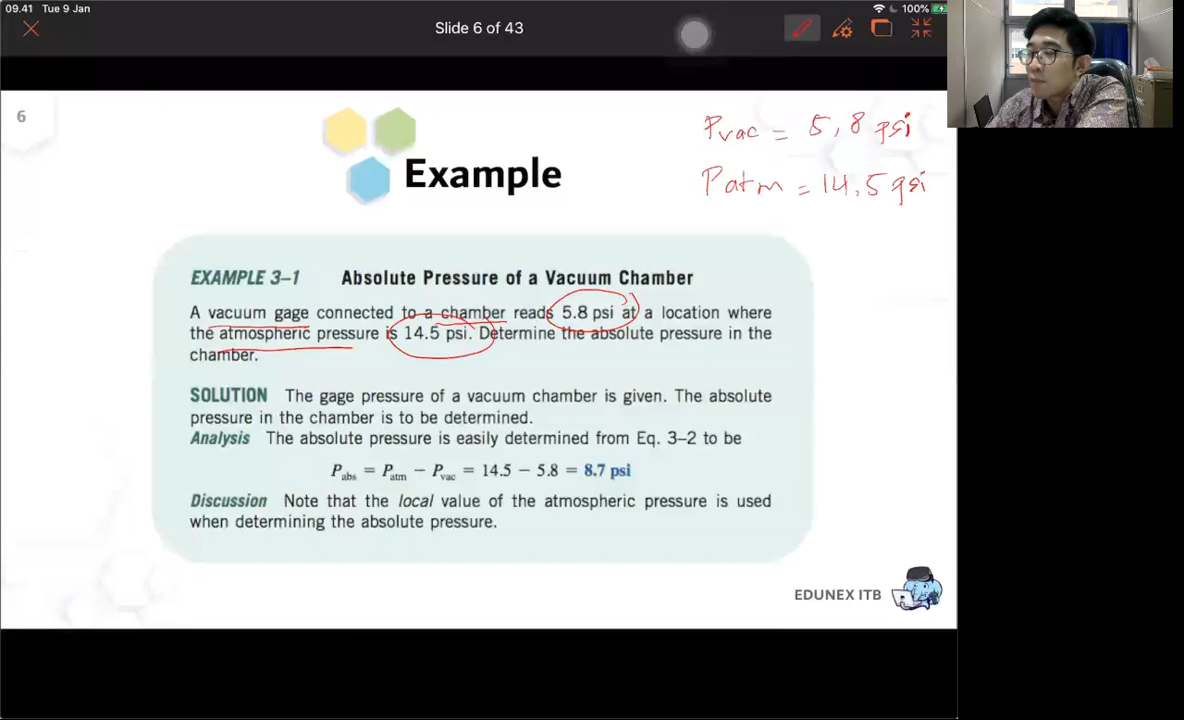 09.41 Tue 9 Jan
100%
Slide 6 of 43
6
Example
Pvac = 5,8 psi
Patm = 14,5 psi
EXAMPLE 3–1 Absolute Pressure of a Vacuum Chamber
A vacuum gage connected to a chamber reads 5.8 psi at a location where
the atmospheric pressure is 14.5 psi. Determine the absolute pressure in the
chamber.
SOLUTION The gage pressure of a vacuum chamber is given. The absolute
pressure in the chamber is to be determined.
Analysis The absolute pressure is easily determined from Eq. 3–2 to be
Pabs = Patm − Pvac = 14.5 − 5.8 = 8.7 psi
Discussion Note that the local value of the atmospheric pressure is used
when determining the absolute pressure.
EDUNEX ITB